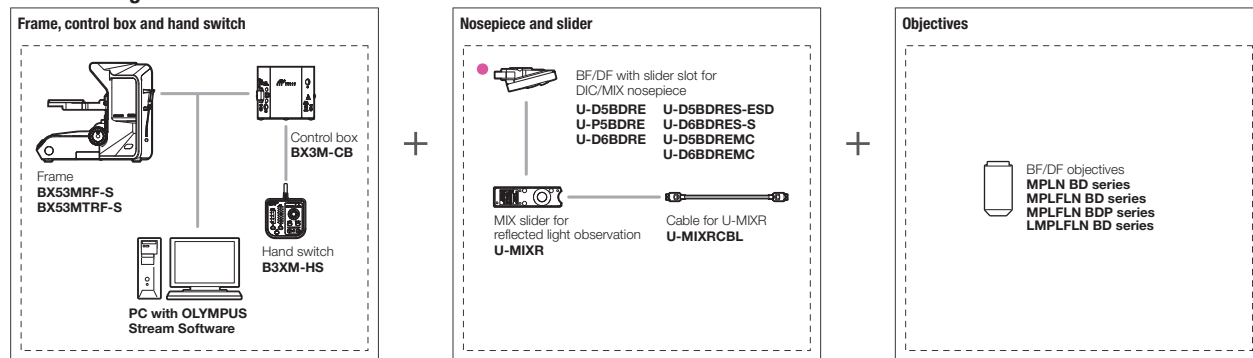 Frame, control box and hand switch
Control box
BX3M-CB
Frame
BX53MRF-S
BX53MTRF-S
Hand switch
B3XM-HS
PC with OLYMPUS
Stream Software
+
Nosepiece and slider
BF/DF with slider slot for
DIC/MIX nosepiece
U-D5BDRE U-D5BDRES-ESD
U-P5BDRE U-D6BDRES-S
U-D6BDRE U-D5BDREMC
U-D6BDREMC
MIX slider for
reflected light observation
U-MIXR
Cable for U-MIXR
U-MIXRCBL
+
Objectives
BF/DF objectives
MPLN BD series
MPLFLN BD series
MPLFLN BDP series
LMPLFLN BD series